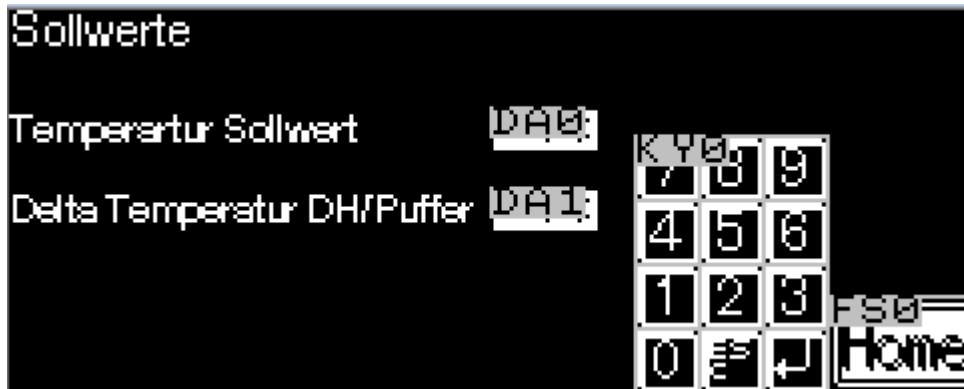 Sollwerte
Temperartur Sollwert DA0
Delta Temperatur DH/Puffer DA1
KY0
7 8 9
4 5 6
1 2 3
FS0
0 Home